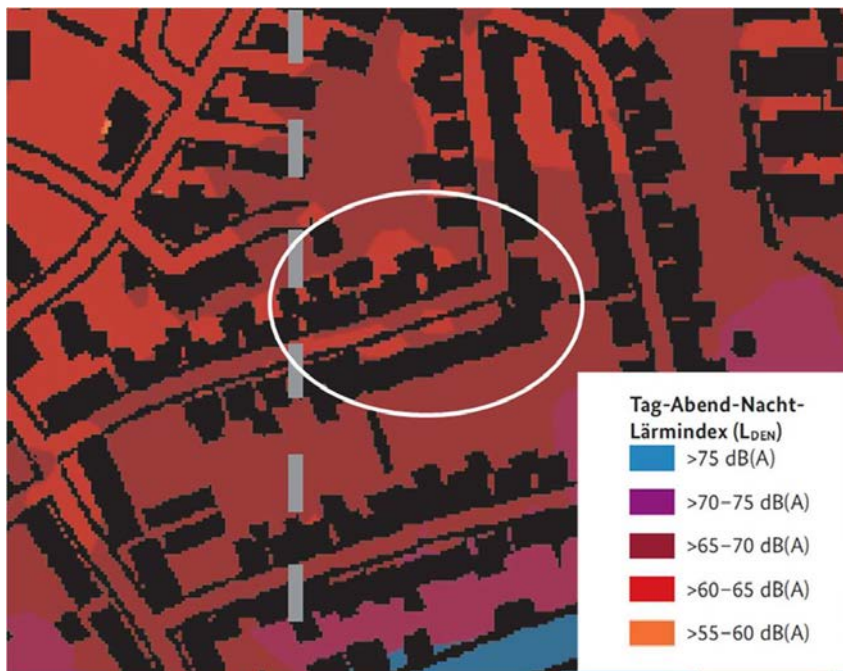 Tag-Abend-Nacht-
Lärmindex (LDEN)
>75 dB(A)
>70–75 dB(A)
>65–70 dB(A)
>60–65 dB(A)
>55–60 dB(A)